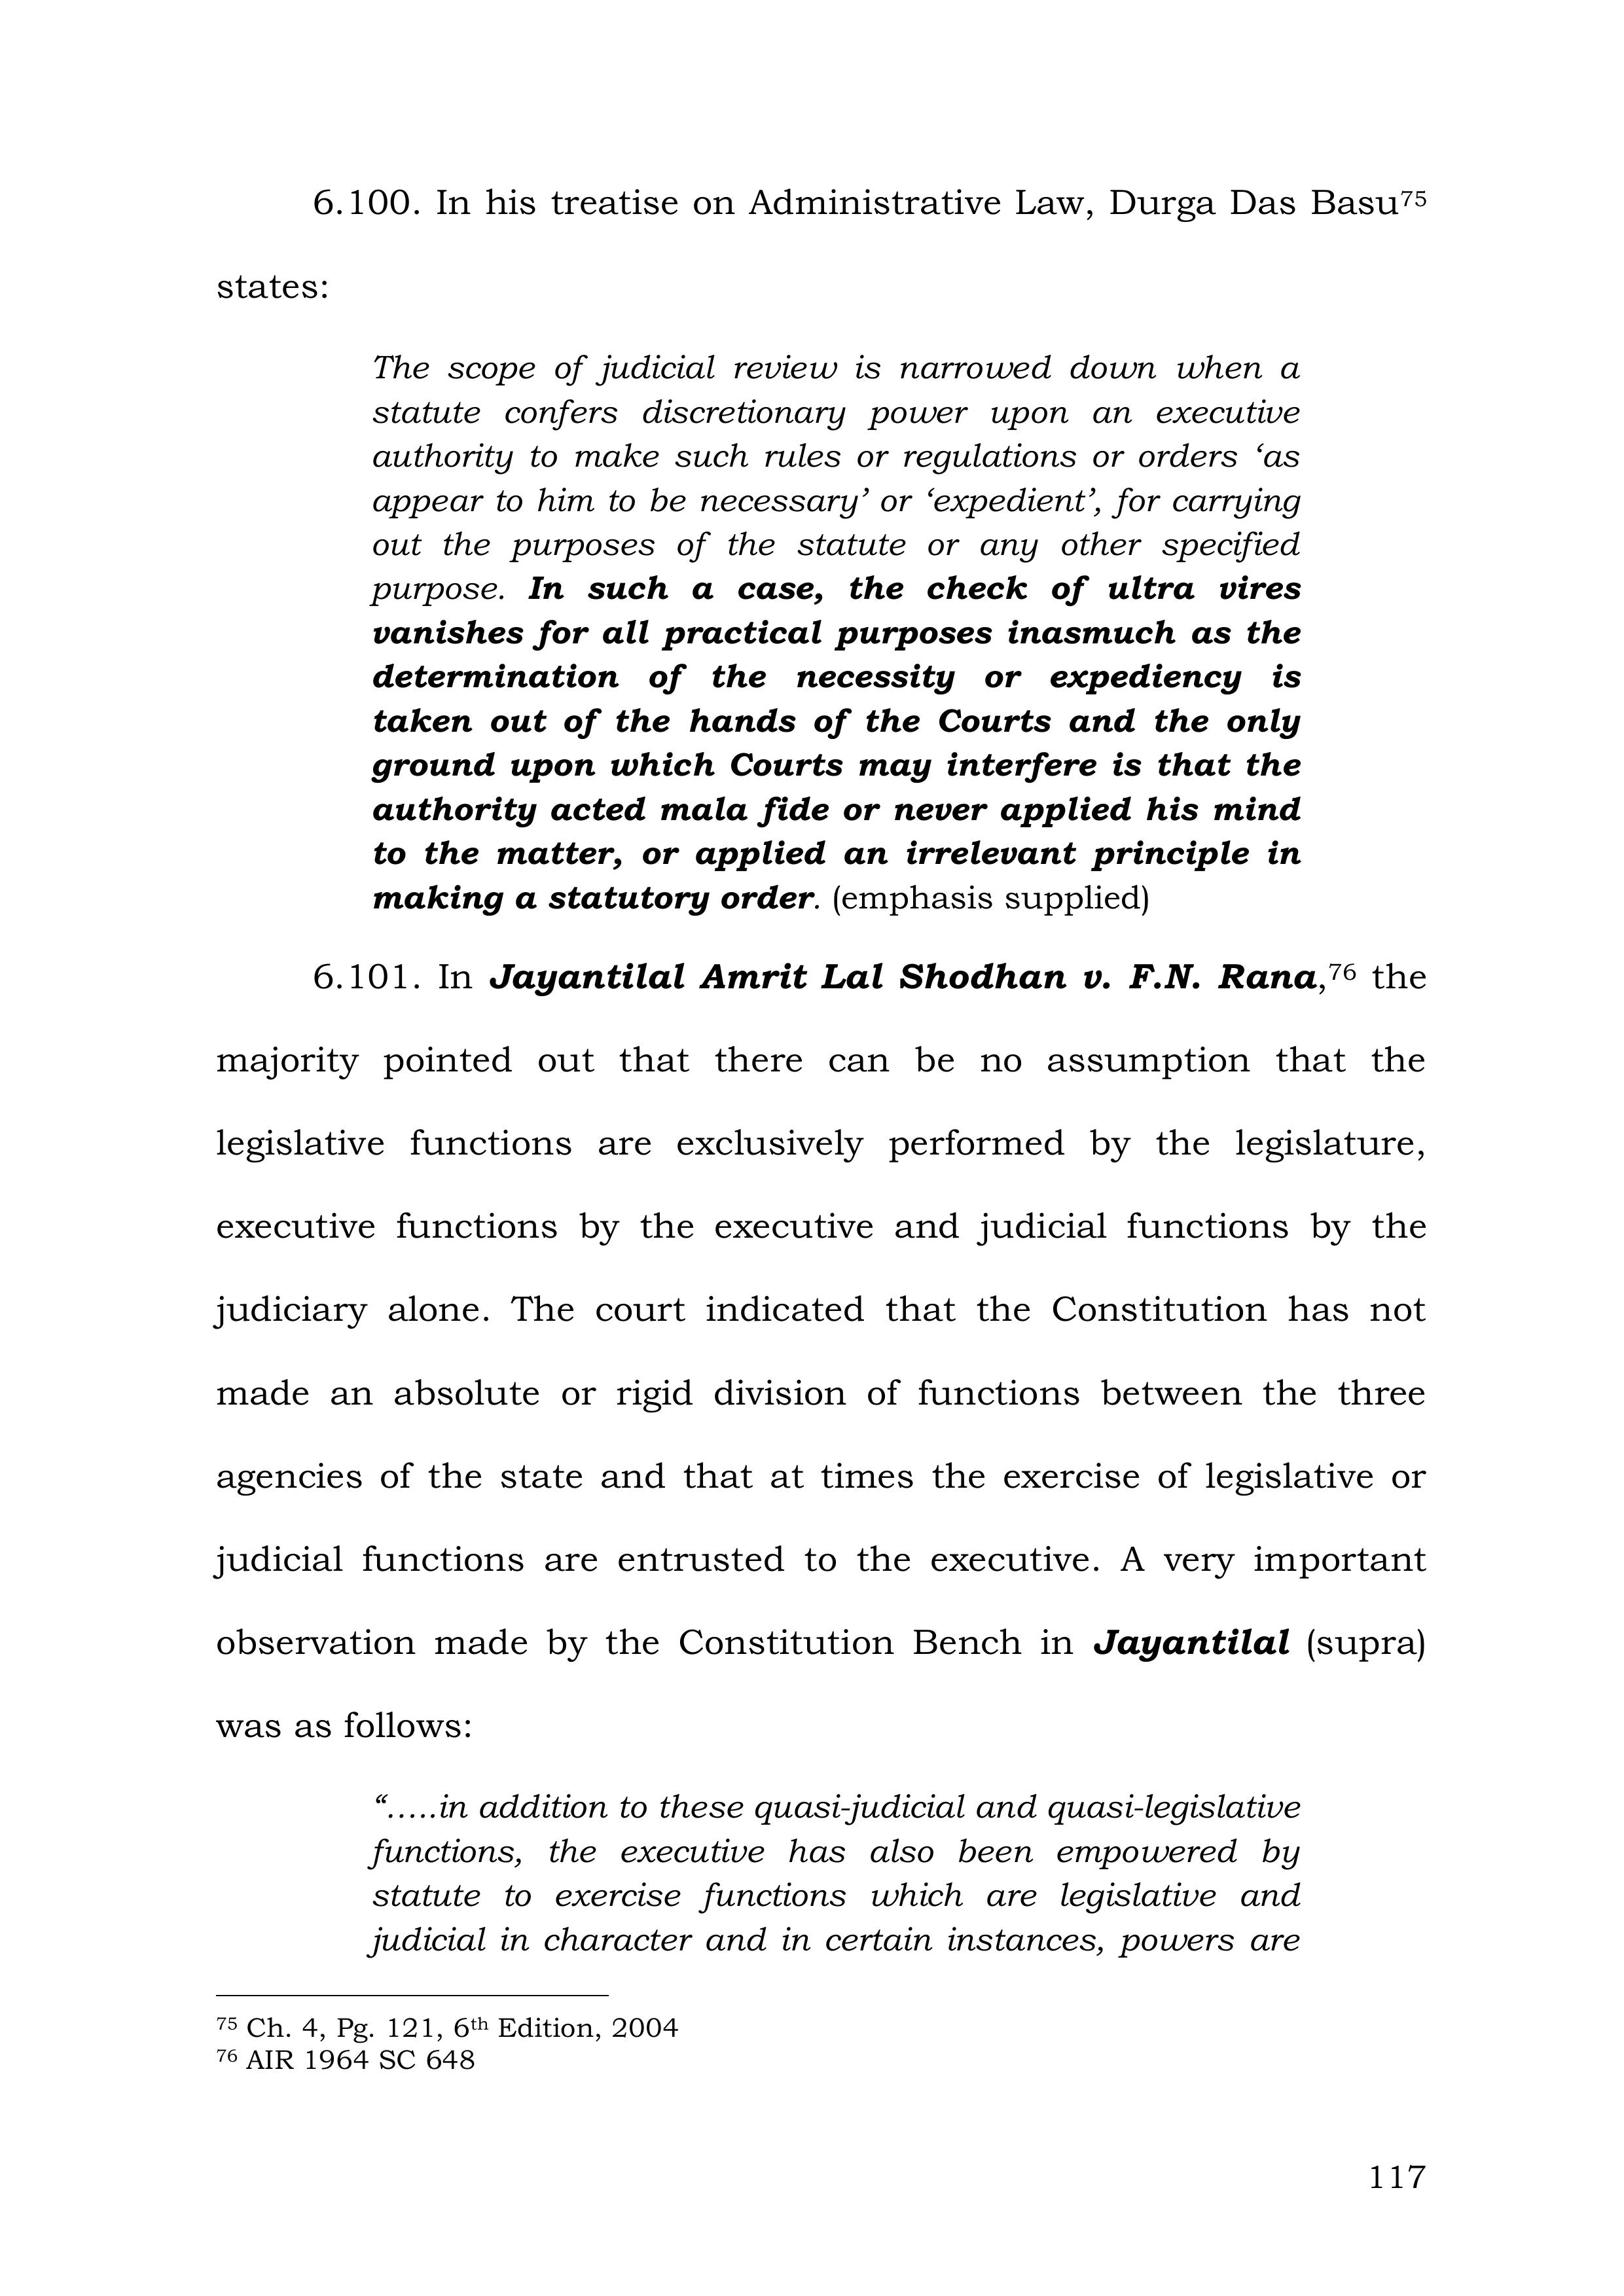 6.100. In his treatise on Administrative Law, Durga Das Basu75
states:
The scope of judicial review is narrowed down when a
statute confers discretionary power upon an executive
authority to make such rules or regulations or orders ‘as
appear to him to be necessary’ or ‘expedient’, for carrying
out the purposes of the statute or any other specified
purpose. In such a case, the check of ultra vires
vanishes for all practical purposes inasmuch as the
determination of the necessity or expediency is
taken out of the hands of the Courts and the only
ground upon which Courts may interfere is that the
authority acted mala fide or never applied his mind
to the matter, or applied an irrelevant principle in
making a statutory order. (emphasis supplied)
6.101. In Jayantilal Amrit Lal Shodhan v. F.N. Rana,76 the
majority pointed out that there can be no assumption that the
legislative functions are exclusively performed by the legislature,
executive functions by the executive and judicial functions by the
judiciary alone. The court indicated that the Constitution has not
made an absolute or rigid division of functions between the three
agencies of the state and that at times the exercise of legislative or
judicial functions are entrusted to the executive. A very important
observation made by the Constitution Bench in Jayantilal (supra)
was as follows:
“.....in addition to these quasi-judicial and quasi-legislative
functions, the executive has also been empowered by
statute to exercise functions which are legislative and
judicial in character and in certain instances, powers are
75 Ch. 4, Pg. 121, 6th Edition, 2004
76 AIR 1964 SC 648
117